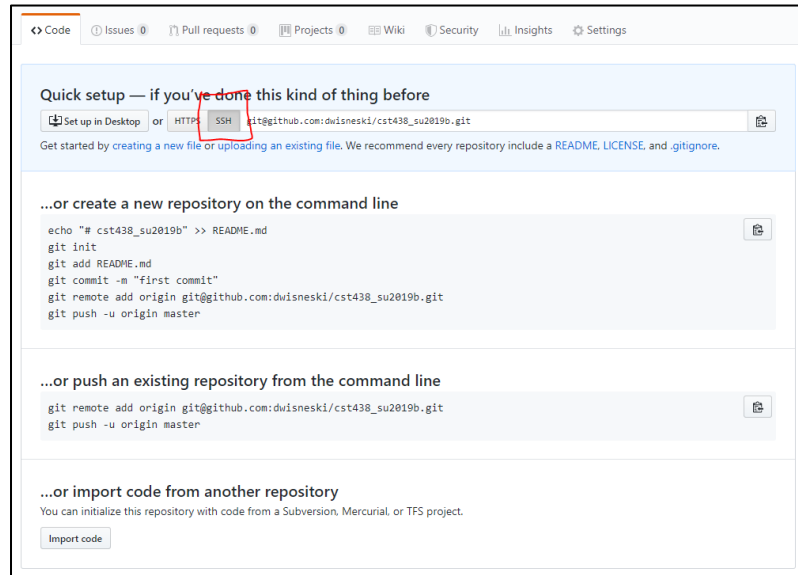 Code Issues 0 Pull requests 0 Projects 0 Wiki Security Insights Settings
Quick setup — if you've done this kind of thing before
Set up in Desktop or HTTPS SSH git@github.com:dwisneski/cst438_su2019b.git
Get started by creating a new file or uploading an existing file. We recommend every repository include a README, LICENSE, and .gitignore.
...or create a new repository on the command line
echo "# cst438_su2019b" >> README.md
git init
git add README.md
git commit -m "first commit"
git remote add origin git@github.com:dwisneski/cst438_su2019b.git
git push -u origin master
...or push an existing repository from the command line
git remote add origin git@github.com:dwisneski/cst438_su2019b.git
git push -u origin master
...or import code from another repository
You can initialize this repository with code from a Subversion, Mercurial, or TFS project.
Import code